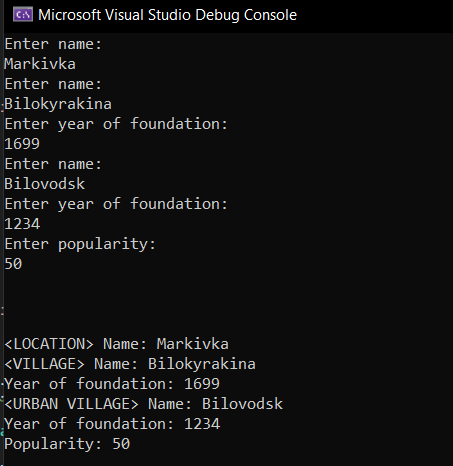 Microsoft Visual Studio Debug Console
Enter name:
Markivka
Enter name:
Bilokyrakina
Enter year of foundation:
1699
Enter name:
Bilovodsk
Enter year of foundation:
1234
Enter popularity:
50
<LOCATION> Name: Markivka
<VILLAGE> Name: Bilokyrakina
Year of foundation: 1699
<URBAN VILLAGE> Name: Bilovodsk
Year of foundation: 1234
Popularity: 50